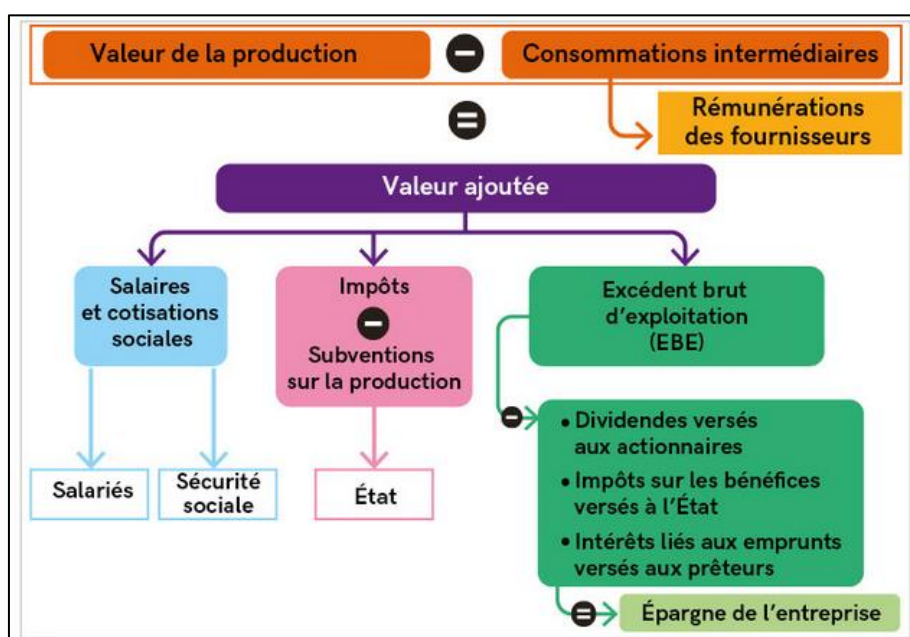 Valeur de la production
Consommations intermédiaires
Rémunérations
des fournisseurs
Valeur ajoutée
Salaires
et cotisations
sociales
Impôts
Subventions
sur la production
Excédent brut
d'exploitation
(EBE)
• Dividendes versés
aux actionnaires
• Impôts sur les bénéfices
versés à l'État
• Intérêts liés aux emprunts
versés aux prêteurs
Salariés
Sécurité
sociale
État
Épargne de l'entreprise